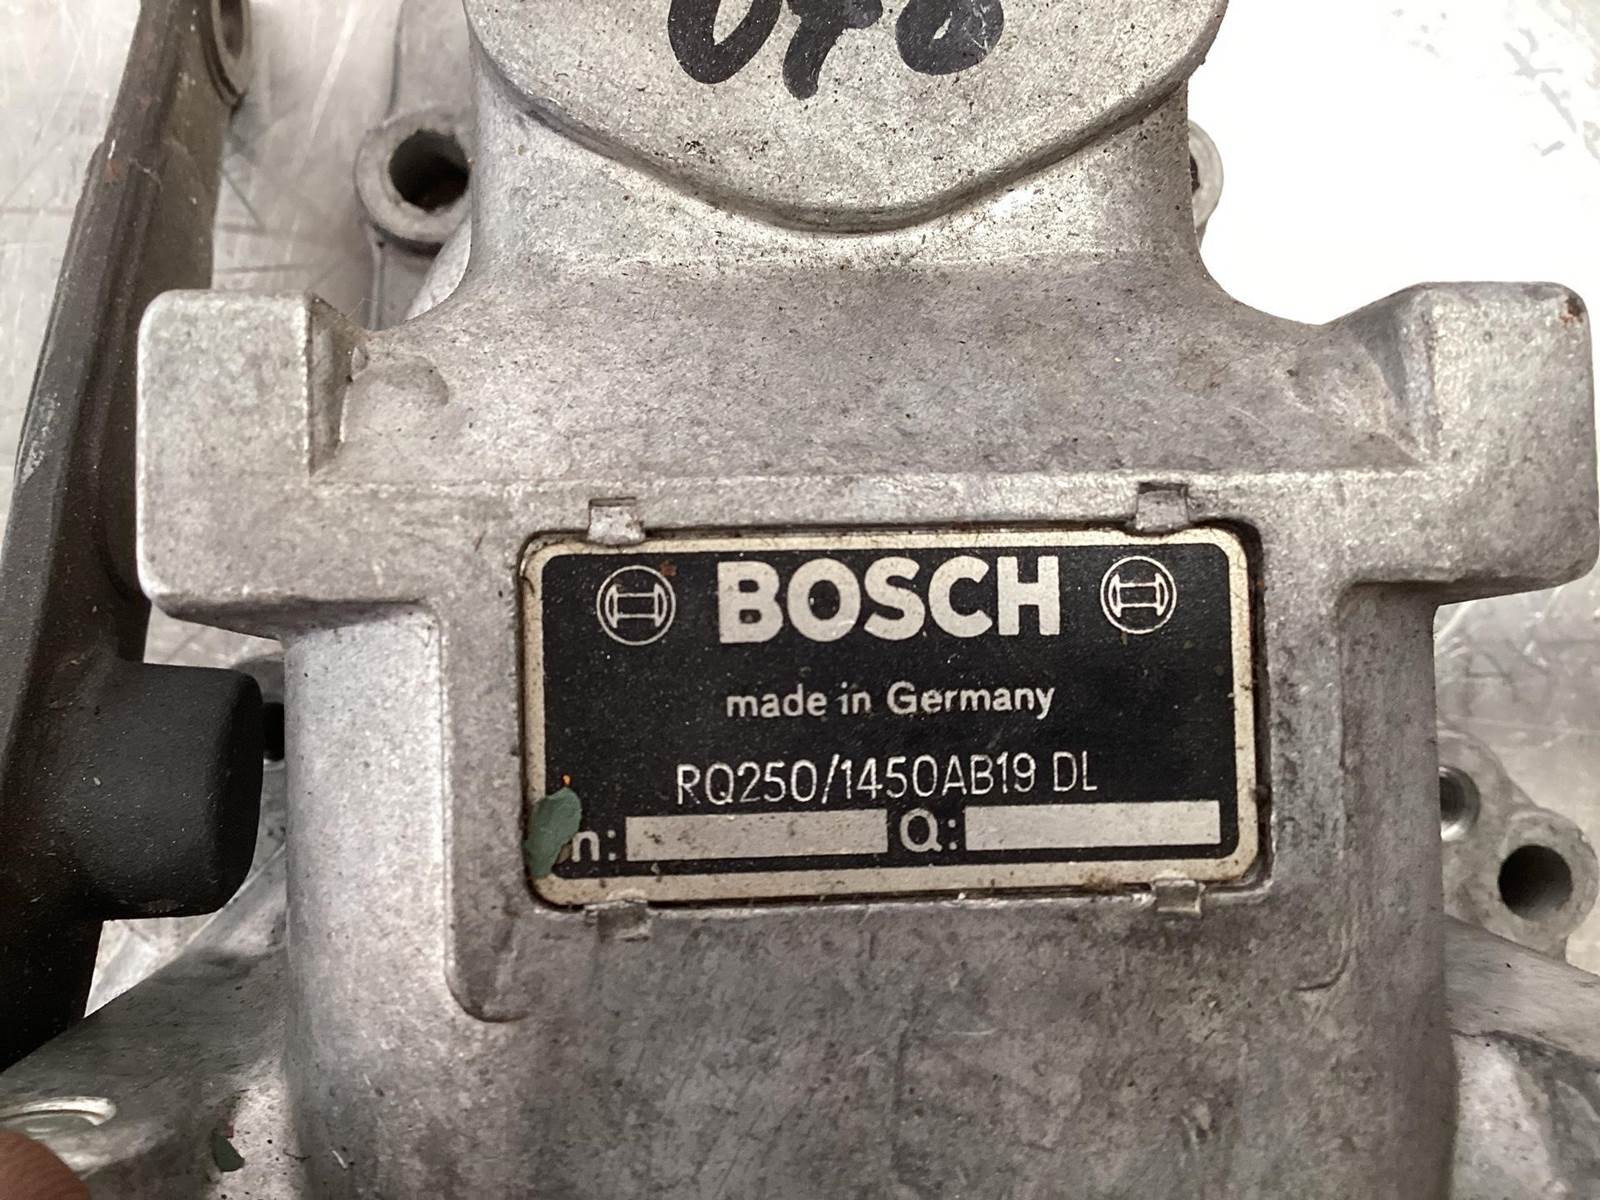 BOSCH
made in Germany
RQ250/1450AB19 DL
n: Q: